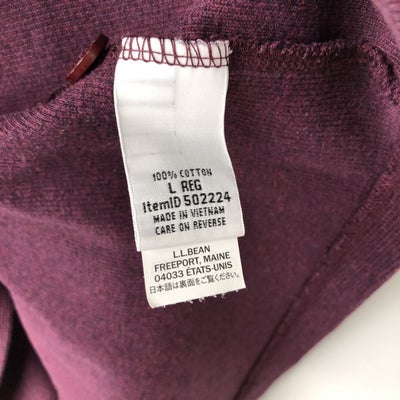 100% COTTON
L REG
ItemID 502224
MADE IN VIETNAM
CARE ON REVERSE
L.L.BEAN
FREEPORT, MAINE
04033 ÉTATS-UNIS
日本語は裏面をご覧ください。